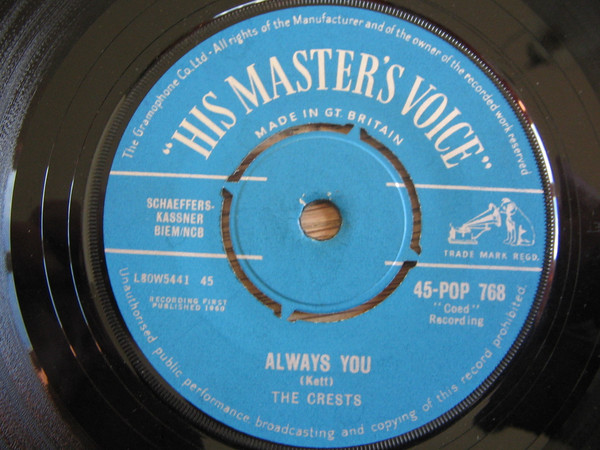 The Gramophone Co. Ltd.- All rights of the Manufacturer and of the owner of the recorded work reserved
"HIS MASTER'S VOICE"
MADE IN GT. BRITAIN
SCHAEFFERS-
KASSNER
BIEM/NCB
TRADE MARK REGD.
L80W5441 45
RECORDING FIRST
PUBLISHED 1960
45-POP 768
"Coed"
Recording
ALWAYS YOU
(Kett)
THE CRESTS
Unauthorised public performance broadcasting and copying of this record prohibited.